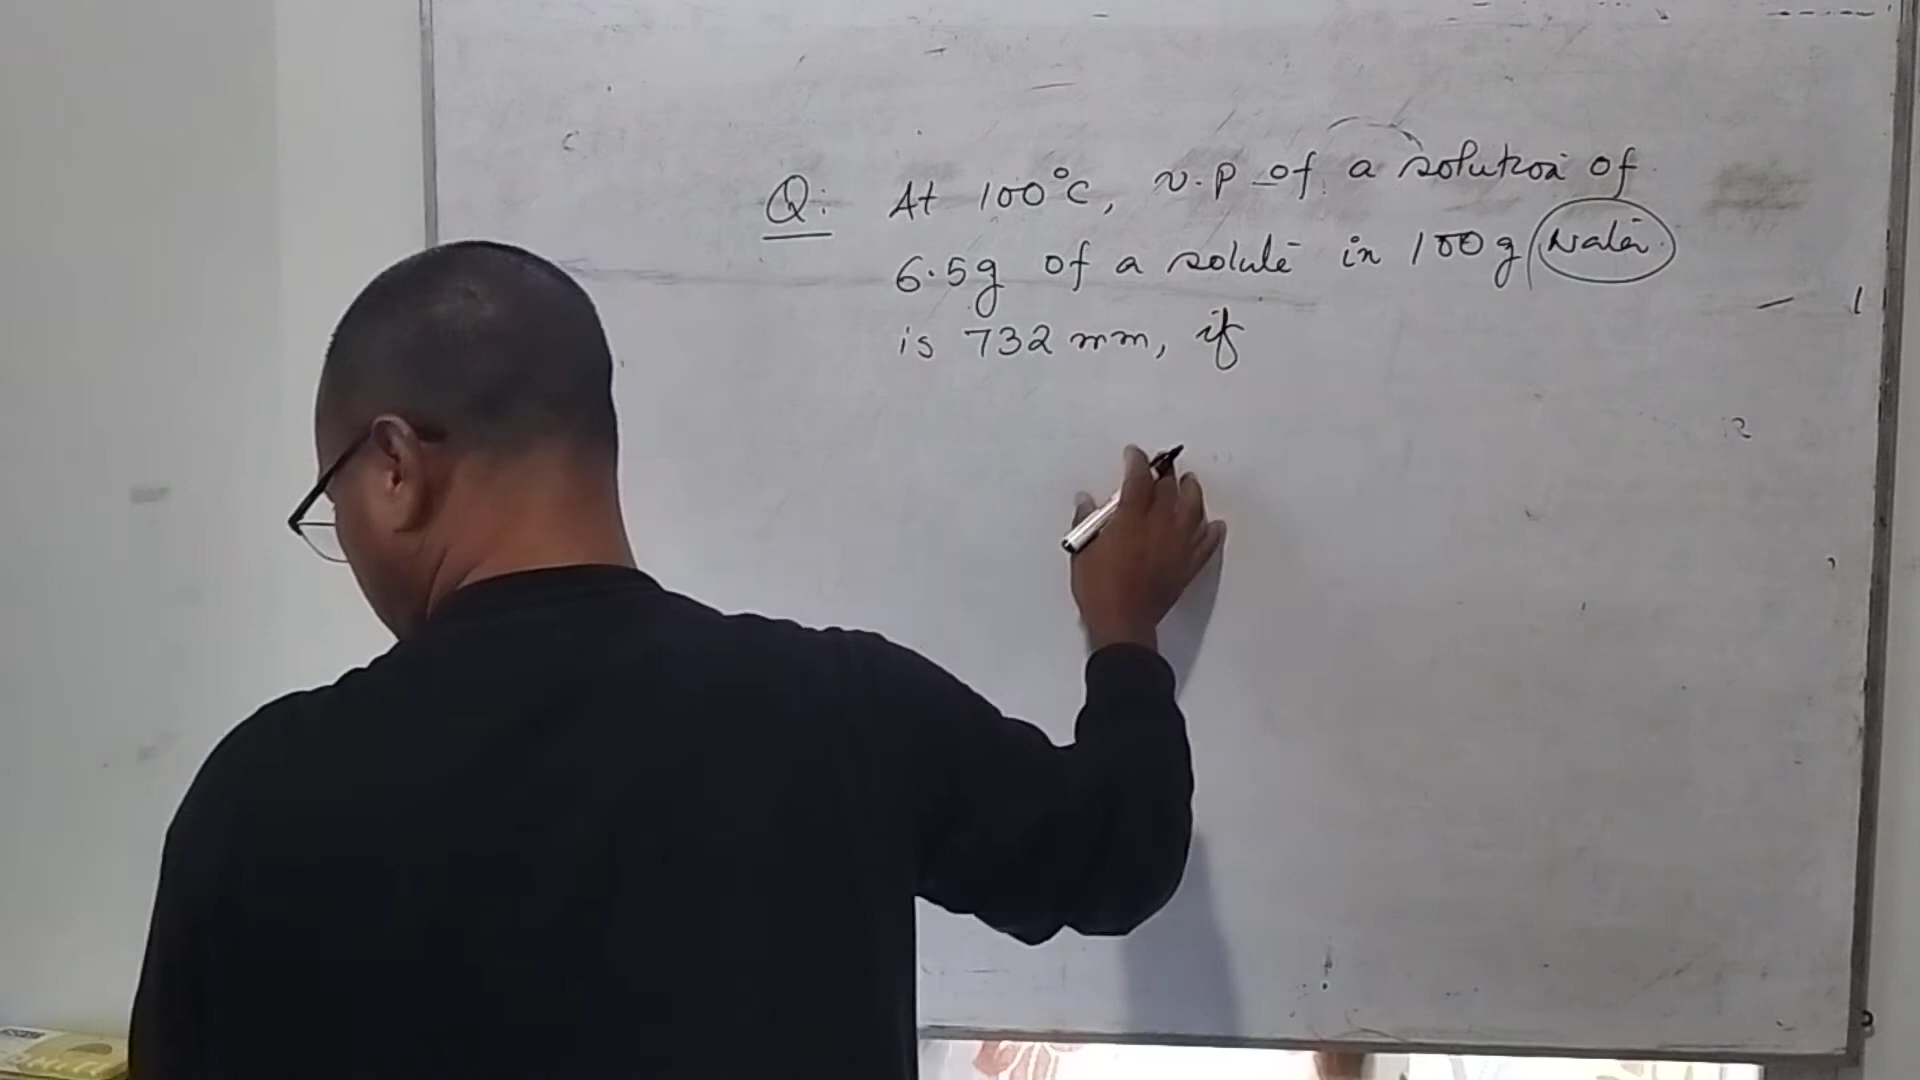 Q: At 100°C, v.p of a solution of
6.5g of a solute in 100g water
is 732 mm, if